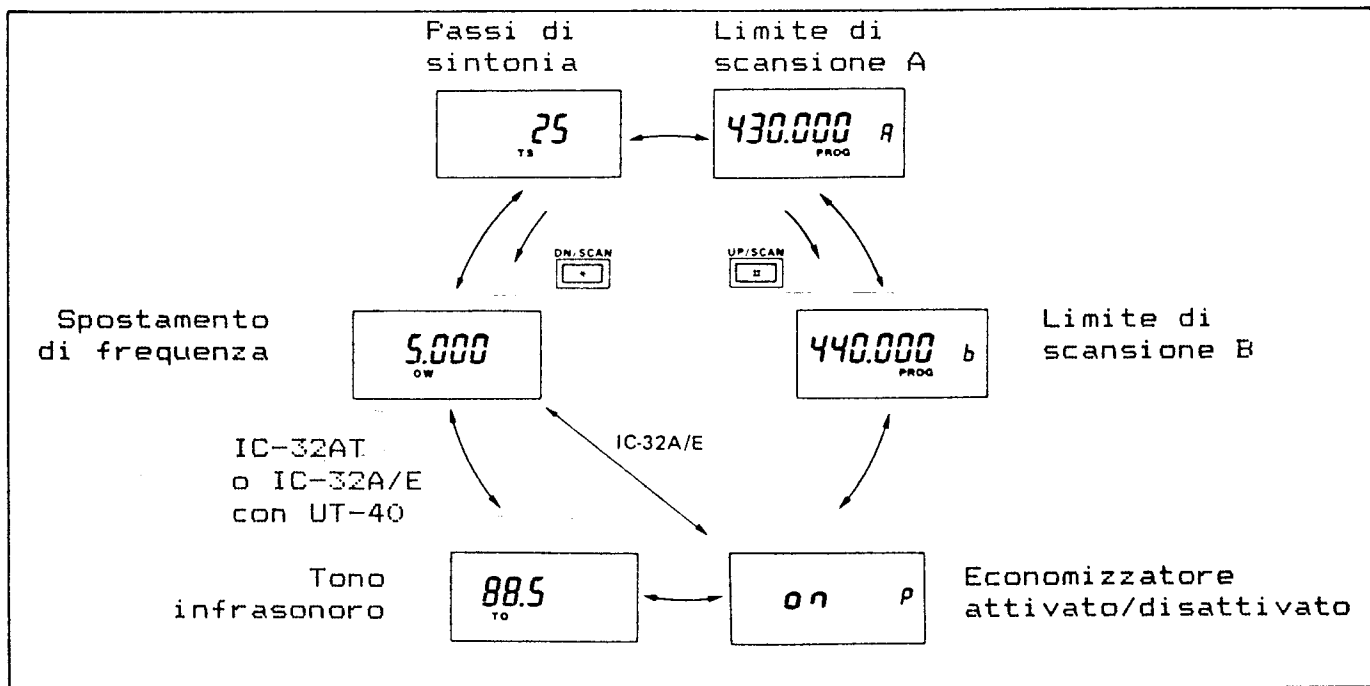 Passi di
sintonia
Limite di
scansione A
25
TS
430.000 A
PROG
DN/SCAN
*
UP/SCAN
#
Spostamento
di frequenza
5.000
OW
440.000 b
PROG
Limite di
scansione B
IC-32AT
o IC-32A/E
con UT-40
IC-32A/E
Tono
infrasonoro
88.5
TO
on P
Economizzatore
attivato/disattivato